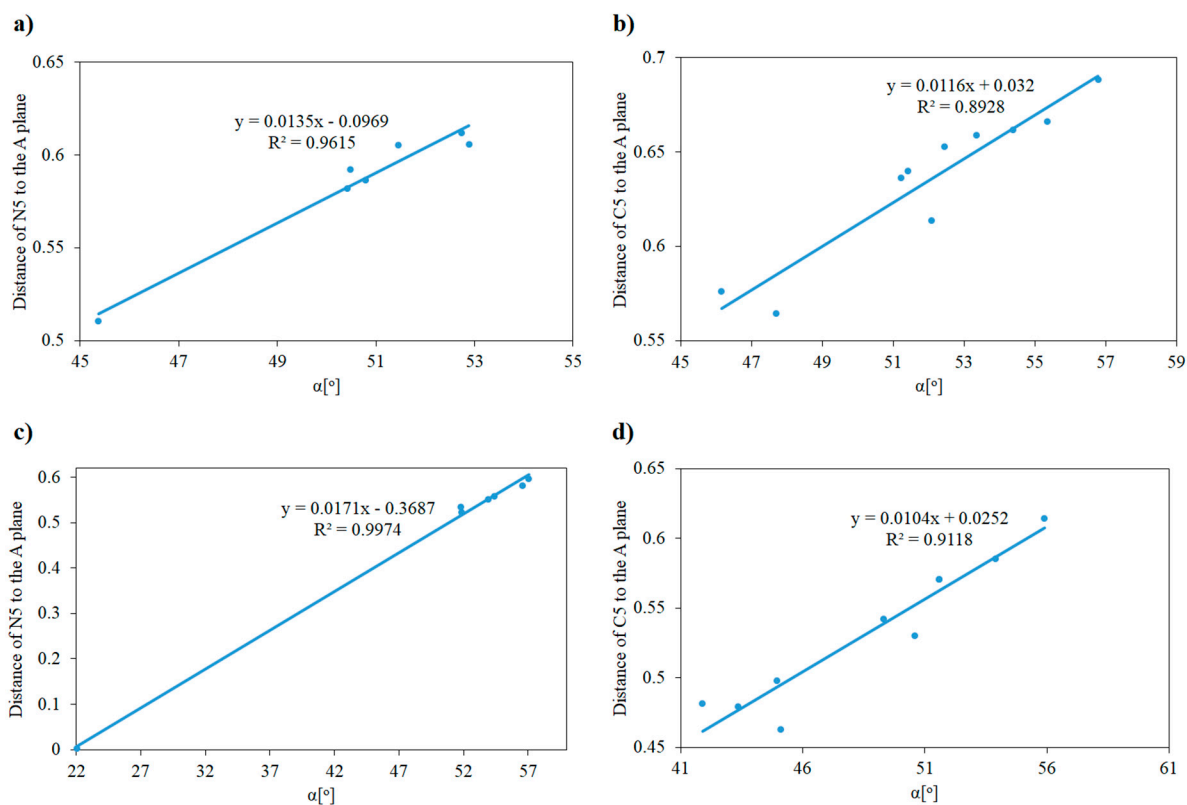 a)
Distance of N5 to the A plane
0.65
0.6
0.55
0.5
y = 0.0135x - 0.0969
R² = 0.9615
45 47 49 51 53 55
α[º]
b)
Distance of C5 to the A plane
0.7
0.65
0.6
0.55
y = 0.0116x + 0.032
R² = 0.8928
45 47 49 51 53 55 57 59
α[º]
c)
Distance of N5 to the A plane
0.6
0.5
0.4
0.3
0.2
0.1
0
y = 0.0171x - 0.3687
R² = 0.9974
22 27 32 37 42 47 52 57
α[º]
d)
Distance of C5 to the A plane
0.65
0.6
0.55
0.5
0.45
y = 0.0104x + 0.0252
R² = 0.9118
41 46 51 56 61
α[º]